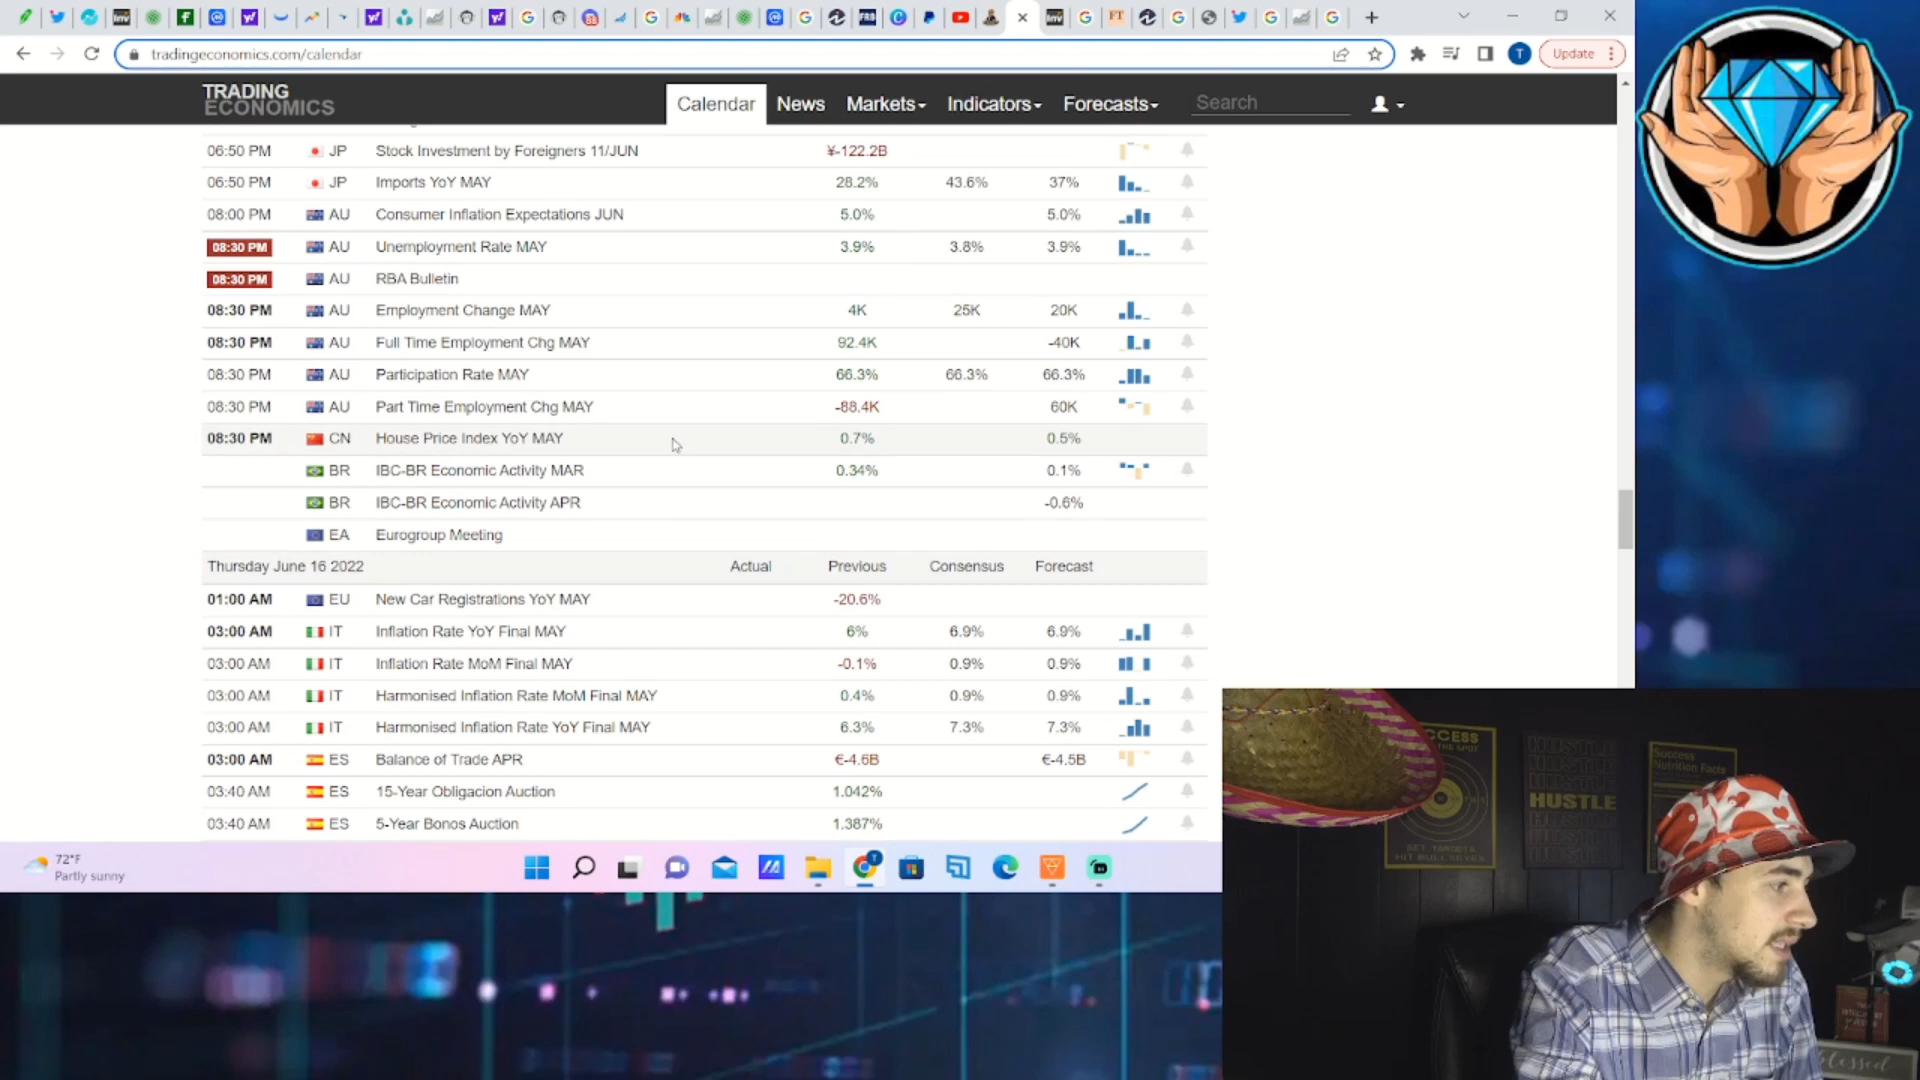 tradingeconomics.com/calendar
T
Update
TRADING
ECONOMICS
Calendar News Markets Indicators Forecasts Search
06:50 PM JP Stock Investment by Foreigners 11/JUN ¥-122.2B
06:50 PM JP Imports YoY MAY 28.2% 43.6% 37%
08:00 PM AU Consumer Inflation Expectations JUN 5.0% 5.0%
08:30 PM AU Unemployment Rate MAY 3.9% 3.8% 3.9%
08:30 PM AU RBA Bulletin
08:30 PM AU Employment Change MAY 4K 25K 20K
08:30 PM AU Full Time Employment Chg MAY 92.4K -40K
08:30 PM AU Participation Rate MAY 66.3% 66.3% 66.3%
08:30 PM AU Part Time Employment Chg MAY -88.4K 60K
08:30 PM CN House Price Index YoY MAY 0.7% 0.5%
BR IBC-BR Economic Activity MAR 0.34% 0.1%
BR IBC-BR Economic Activity APR -0.6%
EA Eurogroup Meeting
Thursday June 16 2022 Actual Previous Consensus Forecast
01:00 AM EU New Car Registrations YoY MAY -20.6%
03:00 AM IT Inflation Rate YoY Final MAY 6% 6.9% 6.9%
03:00 AM IT Inflation Rate MoM Final MAY -0.1% 0.9% 0.9%
03:00 AM IT Harmonised Inflation Rate MoM Final MAY 0.4% 0.9% 0.9%
03:00 AM IT Harmonised Inflation Rate YoY Final MAY 6.3% 7.3% 7.3%
03:00 AM ES Balance of Trade APR €-4.6B €-4.5B
03:40 AM ES 15-Year Obligacion Auction 1.042%
03:40 AM ES 5-Year Bonos Auction 1.387%
72°F
Partly sunny
HUSTLE
HUSTLE
HUSTLE
HUSTLE
Success
Nutrition Facts
SET TARGETS
HIT BULLSEYES
blessed